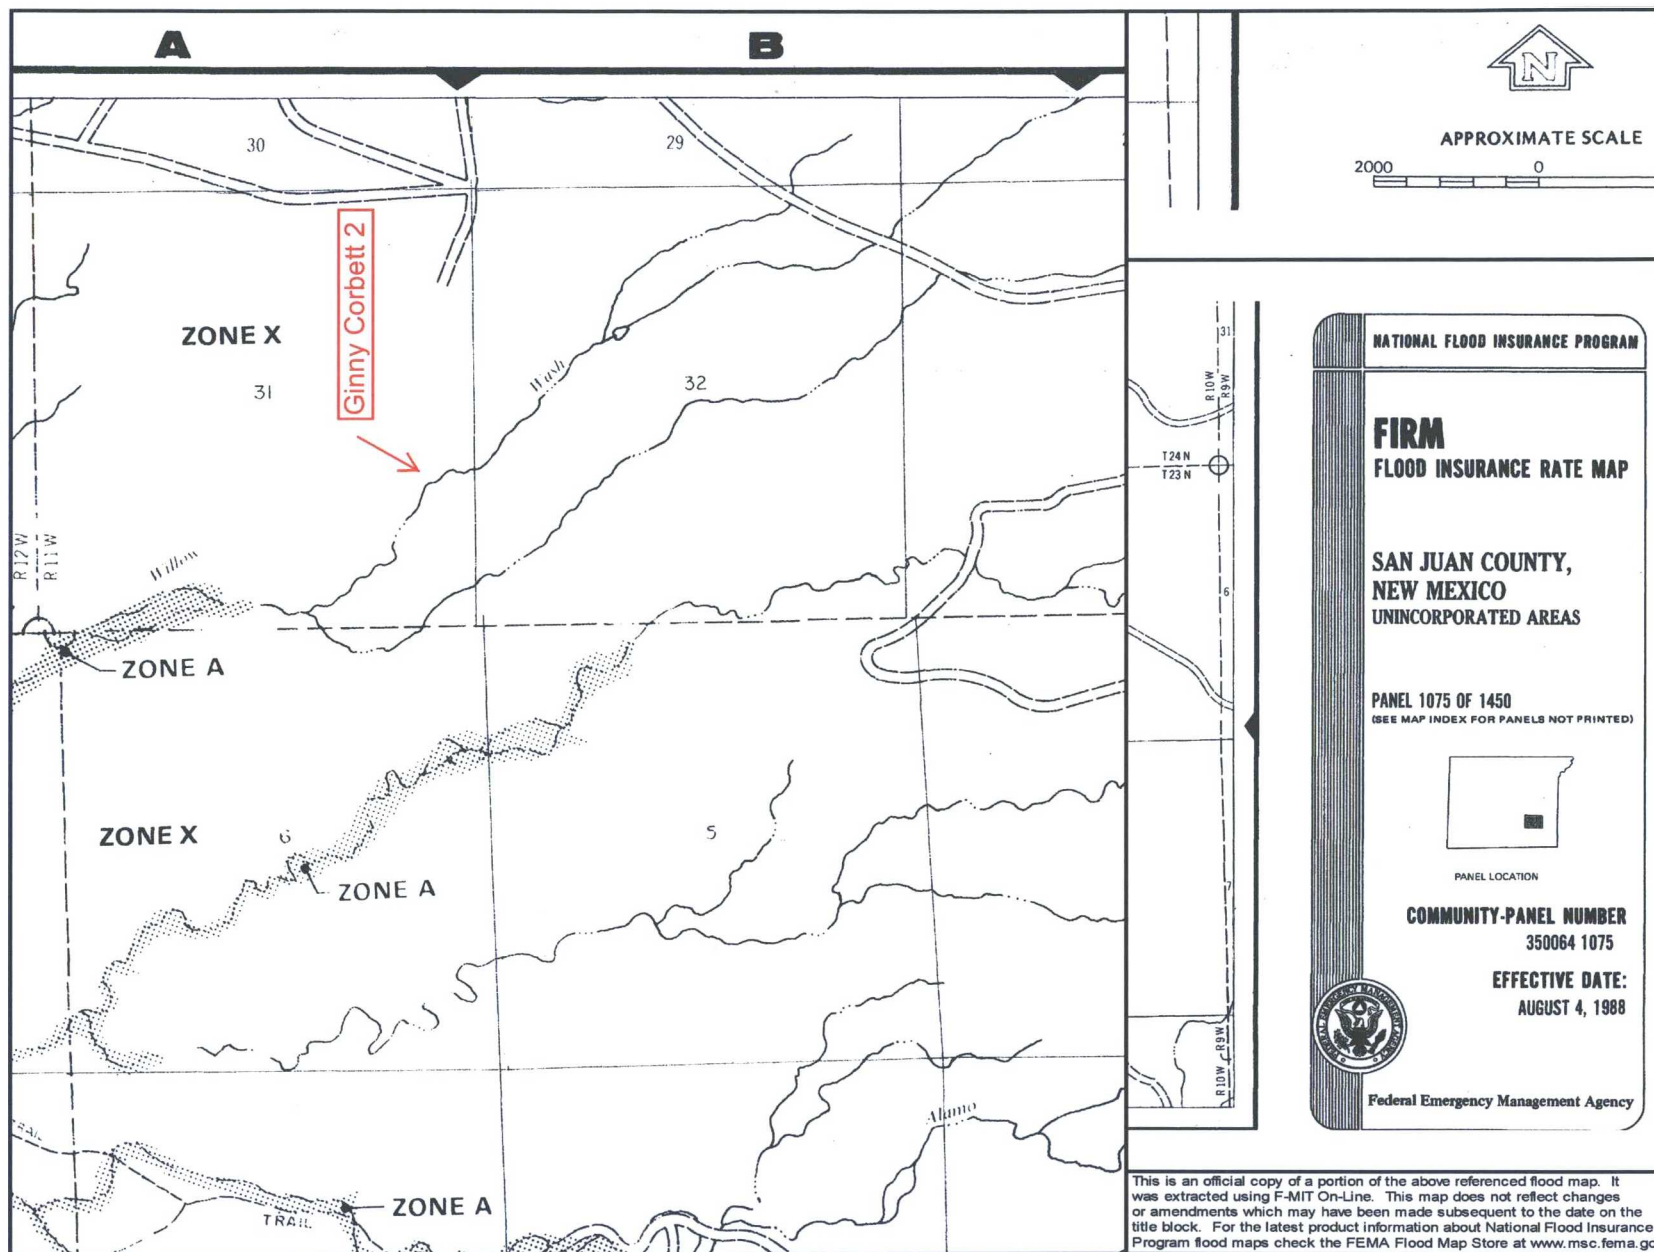 A
B
30
29
Ginny Corbett 2
ZONE X
31
Wash
32
R12W
R11W
Willow
ZONE A
ZONE X
6
5
ZONE A
Alamo
ZONE A
TRAIL
N
APPROXIMATE SCALE
2000 0
31
R10W
R9W
T24N
T23N
6
7
R10W
R9W
NATIONAL FLOOD INSURANCE PROGRAM
FIRM
FLOOD INSURANCE RATE MAP
SAN JUAN COUNTY,
NEW MEXICO
UNINCORPORATED AREAS
PANEL 1075 OF 1450
(SEE MAP INDEX FOR PANELS NOT PRINTED)
PANEL LOCATION
COMMUNITY-PANEL NUMBER
350064 1075
EFFECTIVE DATE:
AUGUST 4, 1988
FEDERAL EMERGENCY MANAGEMENT AGENCY
Federal Emergency Management Agency
This is an official copy of a portion of the above referenced flood map. It
was extracted using F-MIT On-Line. This map does not reflect changes
or amendments which may have been made subsequent to the date on the
title block. For the latest product information about National Flood Insurance
Program flood maps check the FEMA Flood Map Store at www.msc.fema.go